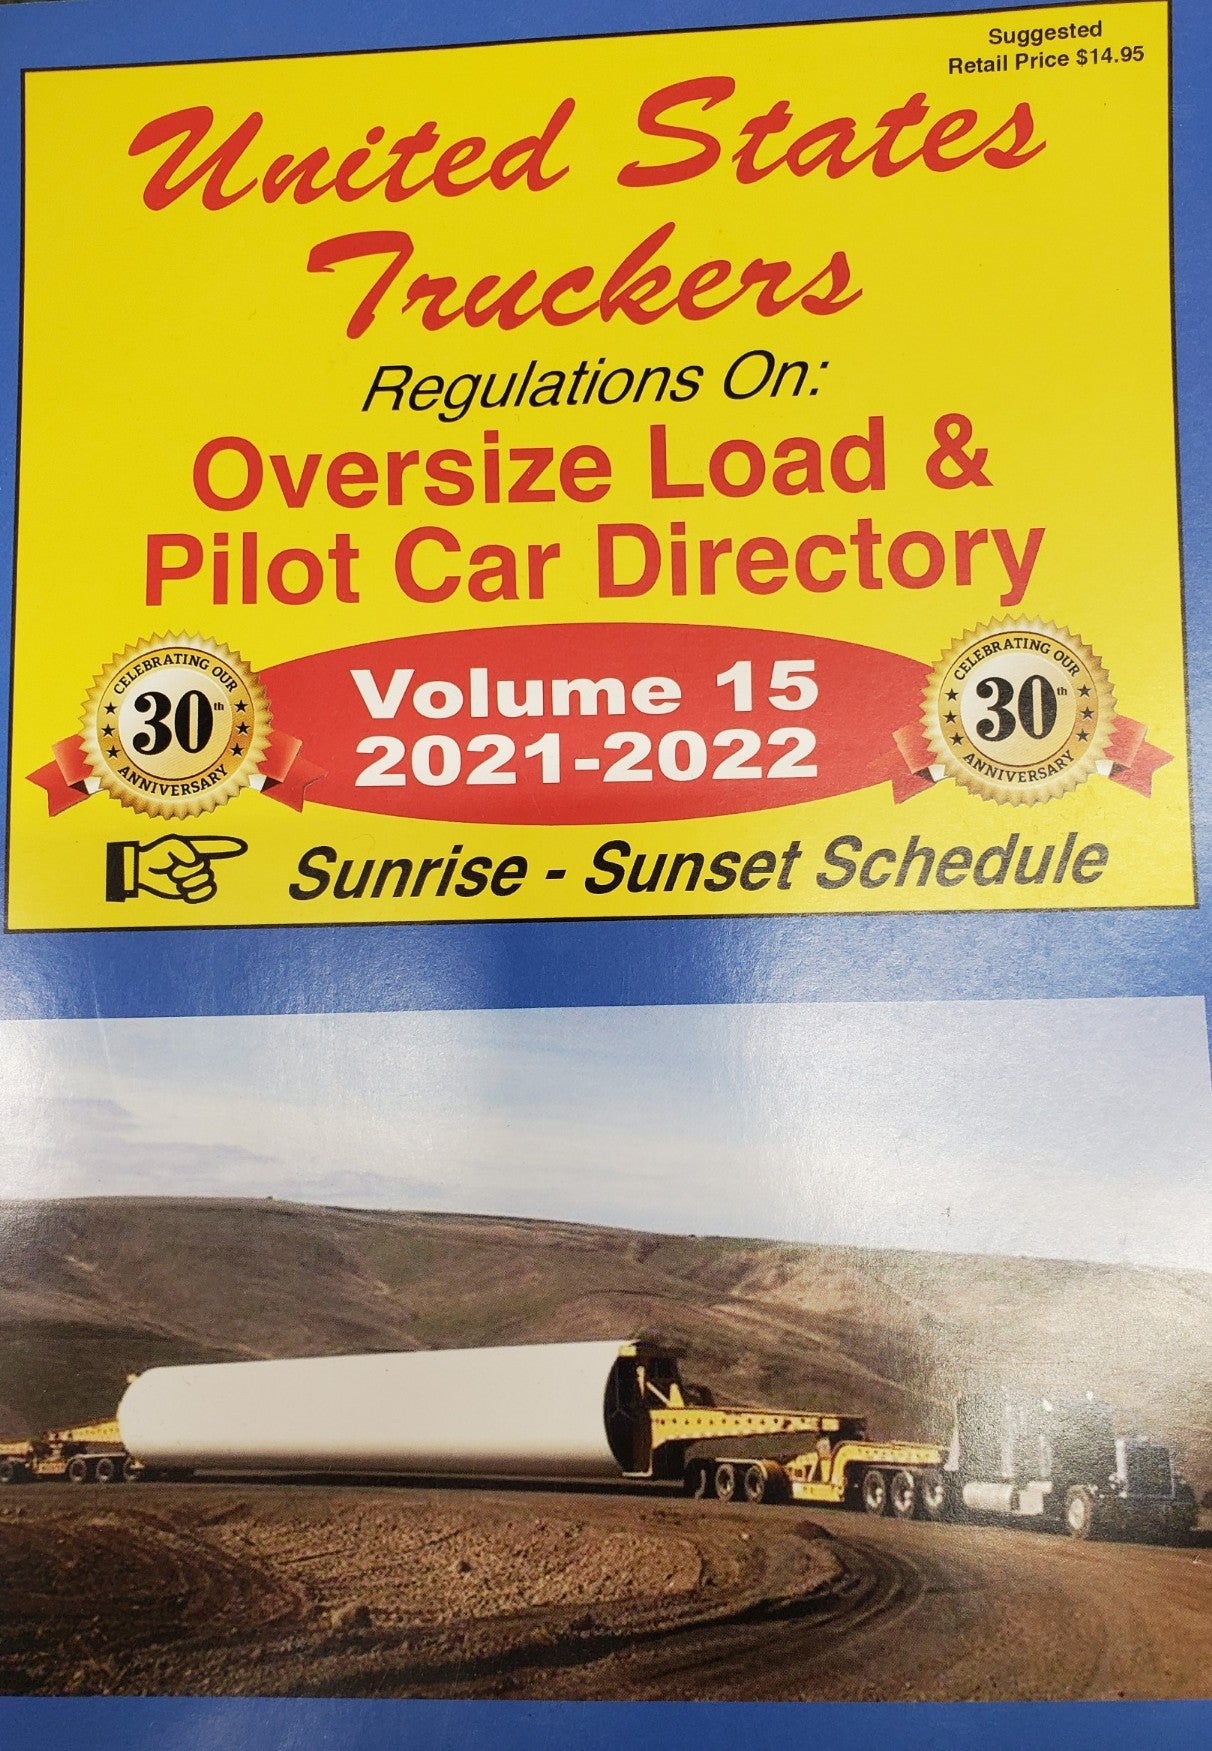 Suggested
Retail Price $14.95
United States
Truckers
Regulations On:
Oversize Load &
Pilot Car Directory
CELEBRATING OUR
30th
ANNIVERSARY
Volume 15
2021-2022
CELEBRATING OUR
30th
ANNIVERSARY
Sunrise - Sunset Schedule